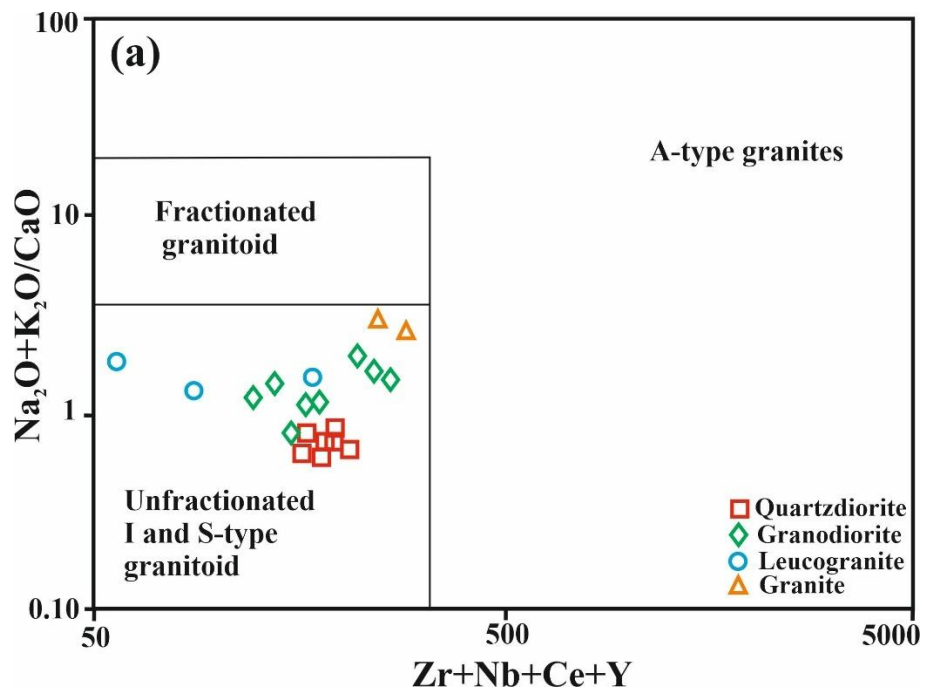 100
(a)
A-type granites
Fractionated
granitoid
10
Na₂O+K₂O/CaO
1
Unfractionated
I and S-type
granitoid
Quartzdiorite
Granodiorite
Leucogranite
Granite
0.10
50
500
5000
Zr+Nb+Ce+Y